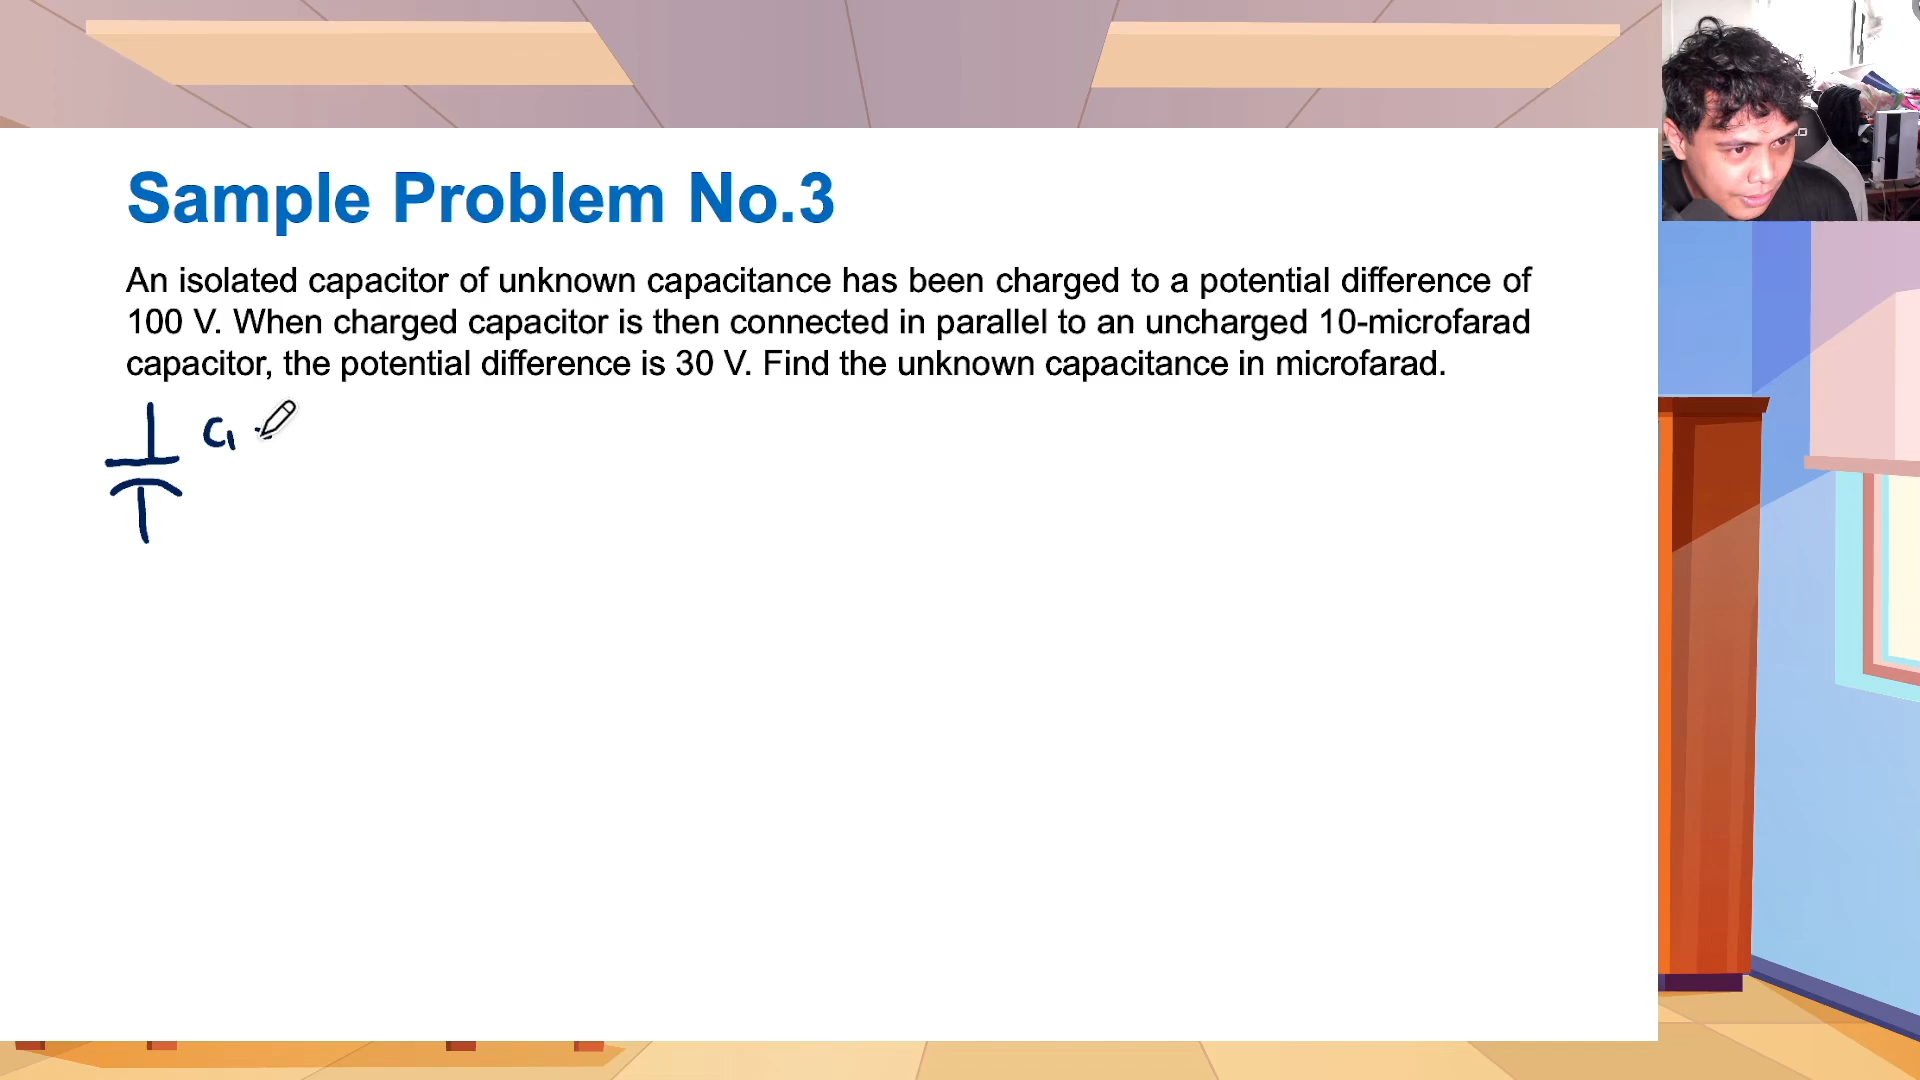 Sample Problem No.3
An isolated capacitor of unknown capacitance has been charged to a potential difference of
100 V. When charged capacitor is then connected in parallel to an uncharged 10-microfarad
capacitor, the potential difference is 30 V. Find the unknown capacitance in microfarad.
C₁